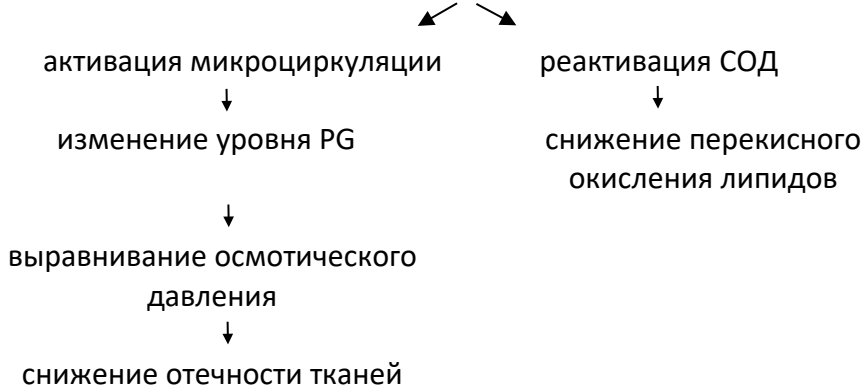 активация микроциркуляции
реактивация СОД
изменение уровня PG
снижение перекисного
окисления липидов
выравнивание осмотического
давления
снижение отечности тканей